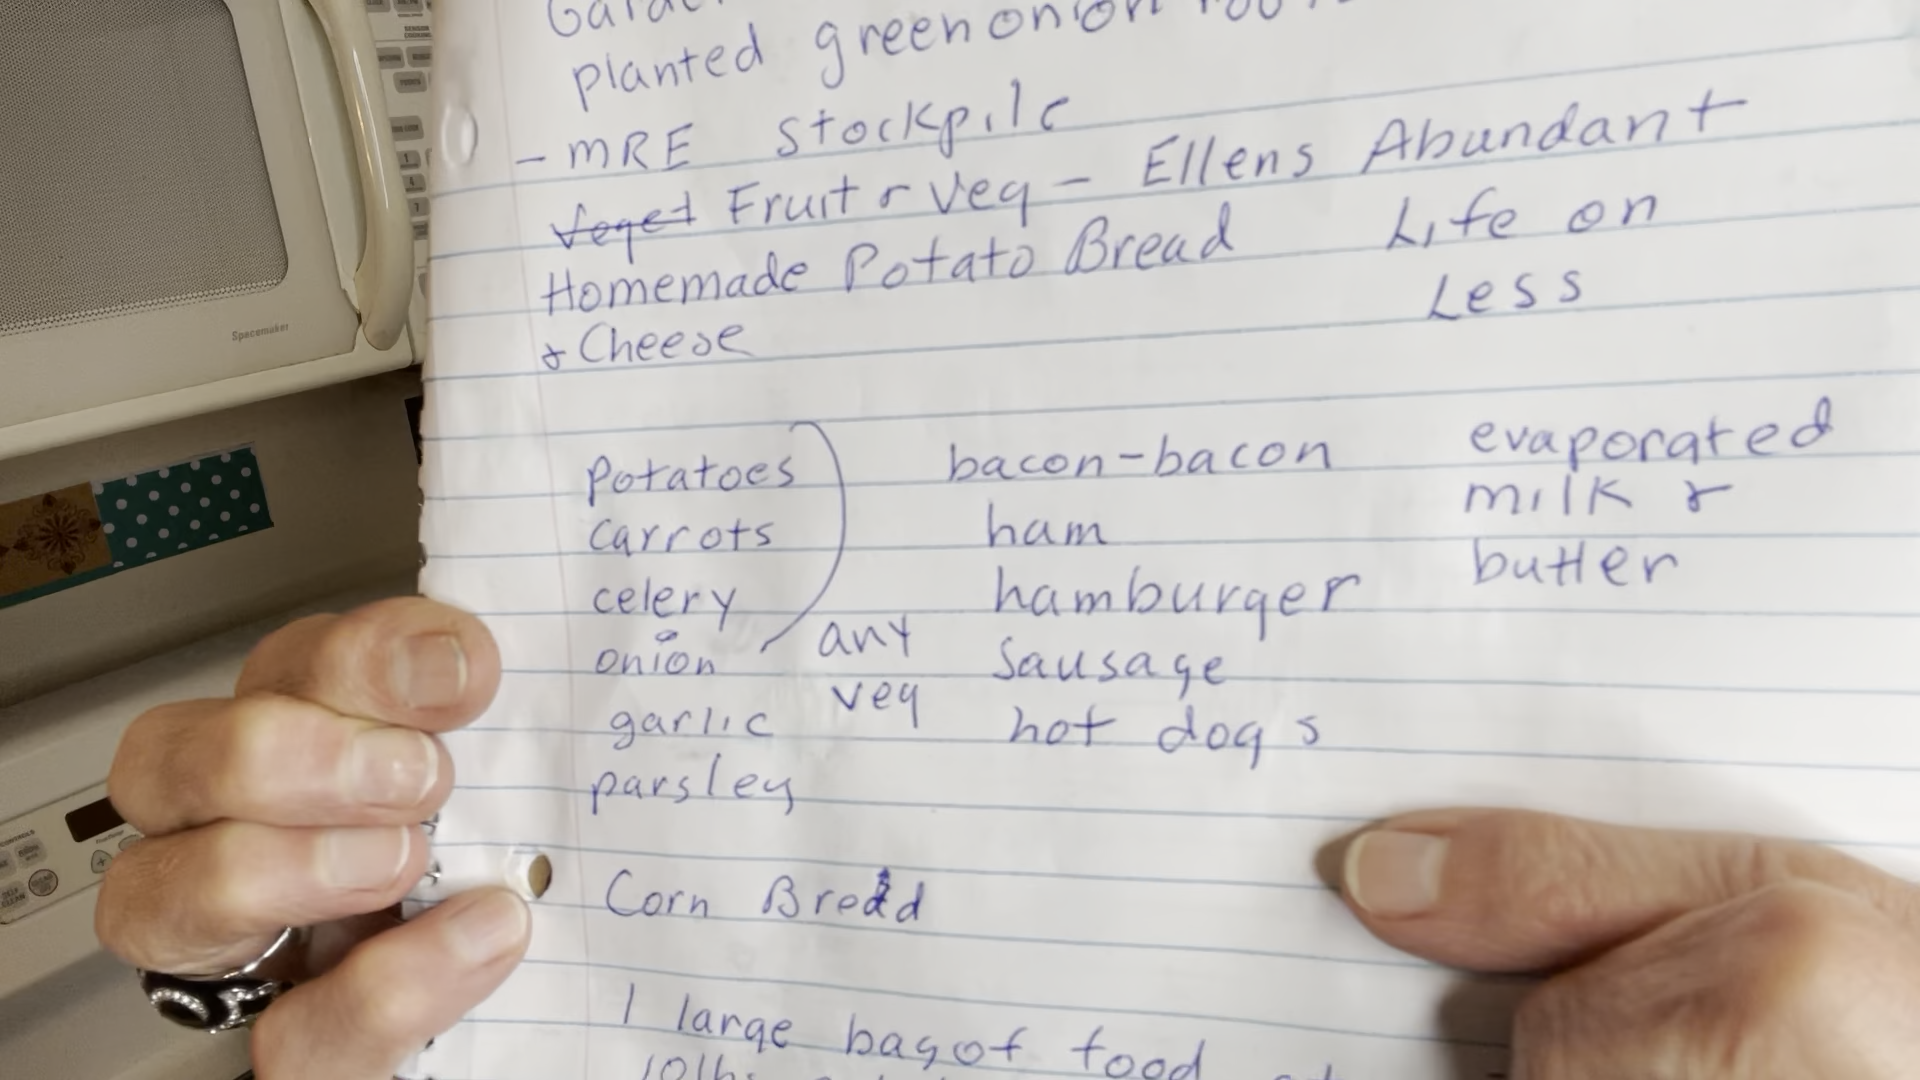 planted green onion
- MRE Stockpile
Fruit & Veg - Ellens Abundant
Life on
Less
Homemade Potato Bread
& Cheese
potatoes
carrots
celery
onion
garlic
parsley
any
veg
bacon-bacon
ham
hamburger
sausage
hot dogs
evaporated
milk &
butter
Corn Bread
1 large bag of food
Spacemaker